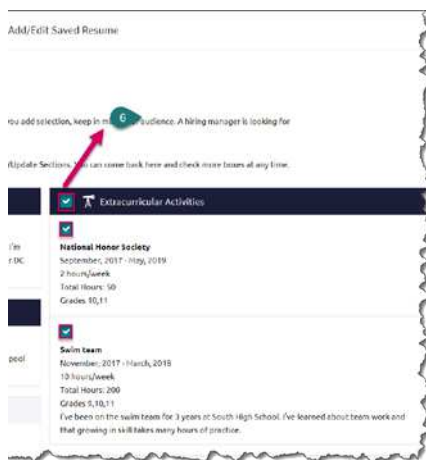 Add/Edit Saved Resume
you add selection, keep in m
6
audience. A hiring manager is looking for
/Update Sections. You can come back here and check more boxes at any time.
Extracurricular Activities
I'm
r DC
National Honor Society
September, 2017 - May, 2019
2 hours/week
Total Hours: 50
Grades 10,11
pool
Swim team
November, 2017 - March, 2018
10 hours/week
Total Hours: 200
Grades 9,10,11
I've been on the swim team for 3 years at South High School. I've learned about team work and
that growing in skill takes many hours of practice.